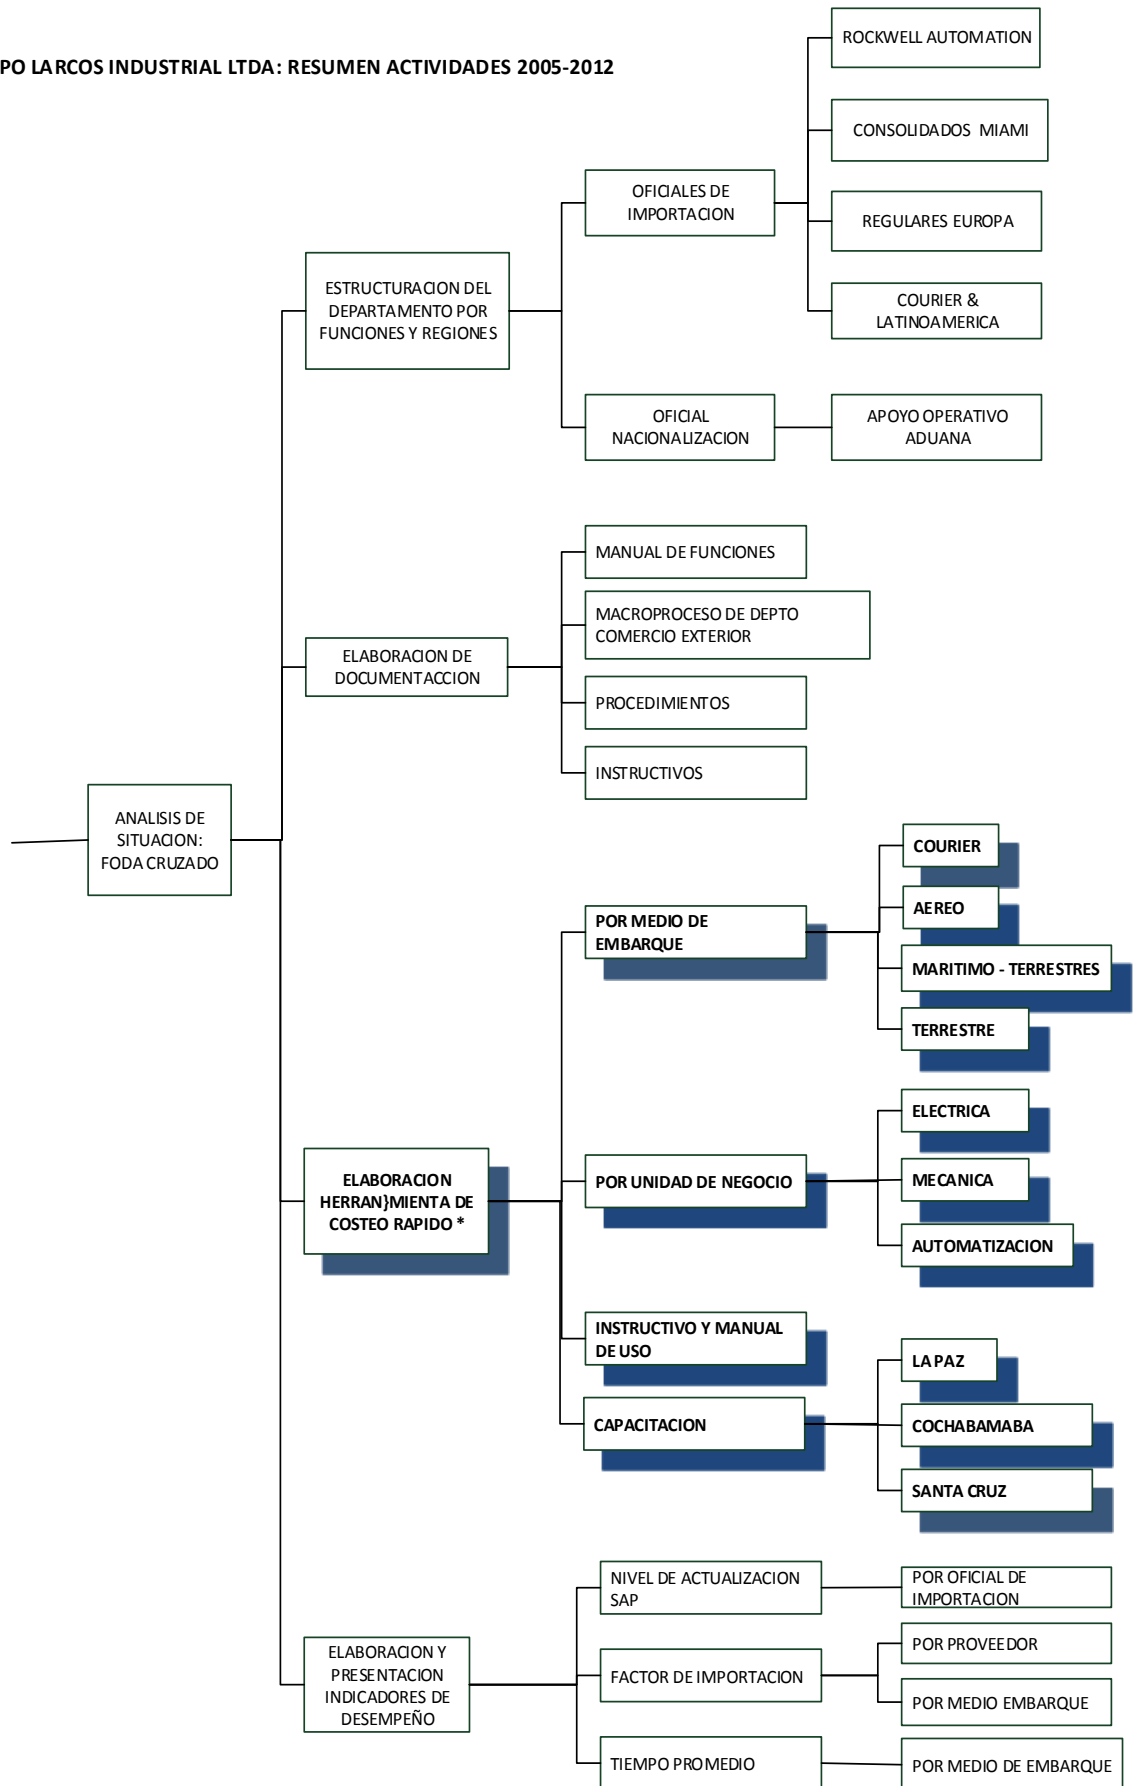 PO LARCOS INDUSTRIAL LTDA: RESUMEN ACTIVIDADES 2005-2012
ROCKWELL AUTOMATION
CONSOLIDADOS MIAMI
OFICIALES DE
IMPORTACION
REGULARES EUROPA
ESTRUCTURACION DEL
DEPARTAMENTO POR
FUNCIONES Y REGIONES
COURIER &
LATINOAMERICA
OFICIAL
NACIONALIZACION
APOYO OPERATIVO
ADUANA
MANUAL DE FUNCIONES
MACROPROCESO DE DEPTO
COMERCIO EXTERIOR
ELABORACION DE
DOCUMENTACCION
PROCEDIMIENTOS
INSTRUCTIVOS
ANALISIS DE
SITUACION:
FODA CRUZADO
COURIER
POR MEDIO DE
EMBARQUE
AEREO
MARITIMO - TERRESTRES
TERRESTRE
ELECTRICA
ELABORACION
HERRAN}MIENTA DE
COSTEO RAPIDO *
POR UNIDAD DE NEGOCIO
MECANICA
AUTOMATIZACION
INSTRUCTIVO Y MANUAL
DE USO
LA PAZ
CAPACITACION
COCHABAMABA
SANTA CRUZ
NIVEL DE ACTUALIZACION
SAP
POR OFICIAL DE
IMPORTACION
ELABORACION Y
PRESENTACION
INDICADORES DE
DESEMPEÑO
FACTOR DE IMPORTACION
POR PROVEEDOR
POR MEDIO EMBARQUE
TIEMPO PROMEDIO
POR MEDIO DE EMBARQUE